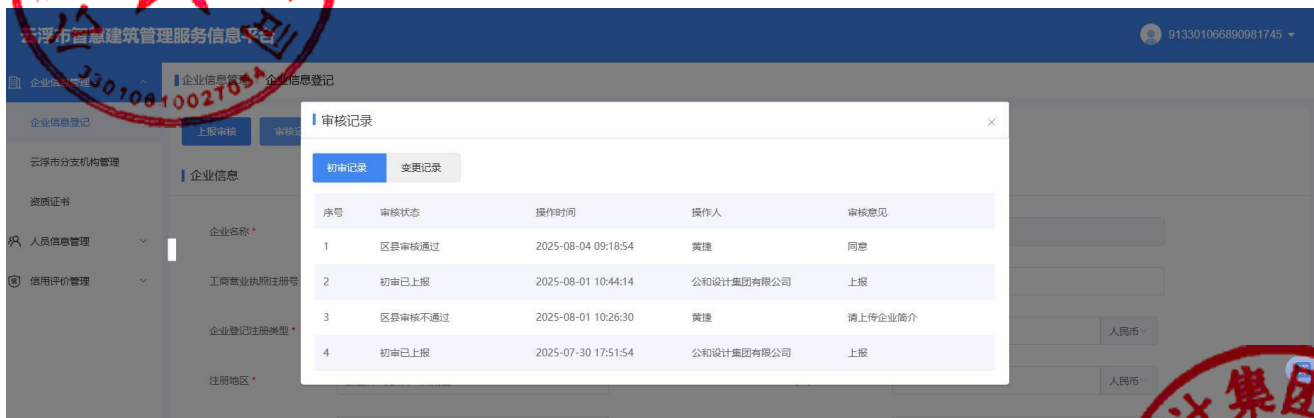 云浮市智慧建筑管理服务信息平台
913301066890981745
企业信息管理
企业信息管理 企业信息登记
企业信息登记
上报审核 审核记
云浮市分支机构管理
企业信息
资质证书
人员信息管理
信用评价管理
企业名称 *
工商营业执照注册号
企业登记注册类型 *
人民币
注册地区 *
人民币
审核记录 ×
初审记录 变更记录
序号 审核状态 操作时间 操作人 审核意见
1 区县审核通过 2025-08-04 09:18:54 黄捷 同意
2 初审已上报 2025-08-01 10:44:14 公和设计集团有限公司 上报
3 区县审核不通过 2025-08-01 10:26:30 黄捷 请上传企业简介
4 初审已上报 2025-07-30 17:51:54 公和设计集团有限公司 上报
集团